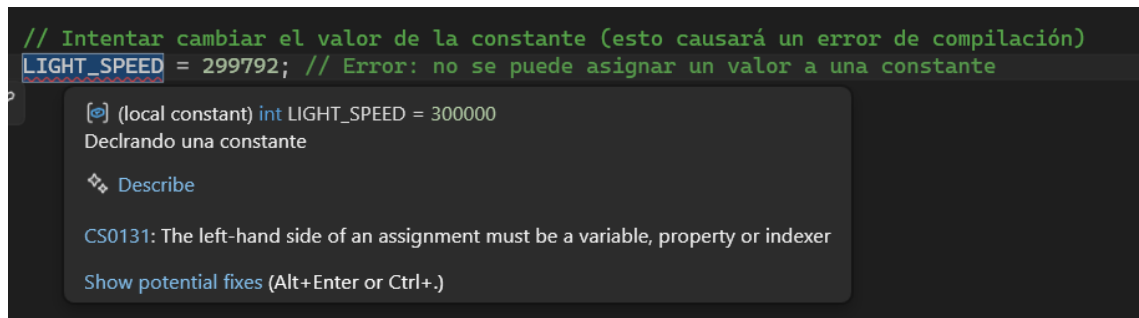 // Intentar cambiar el valor de la constante (esto causará un error de compilación)
LIGHT_SPEED = 299792; // Error: no se puede asignar un valor a una constante
(local constant) int LIGHT_SPEED = 300000
Declrando una constante
Describe
CS0131: The left-hand side of an assignment must be a variable, property or indexer
Show potential fixes (Alt+Enter or Ctrl+.)